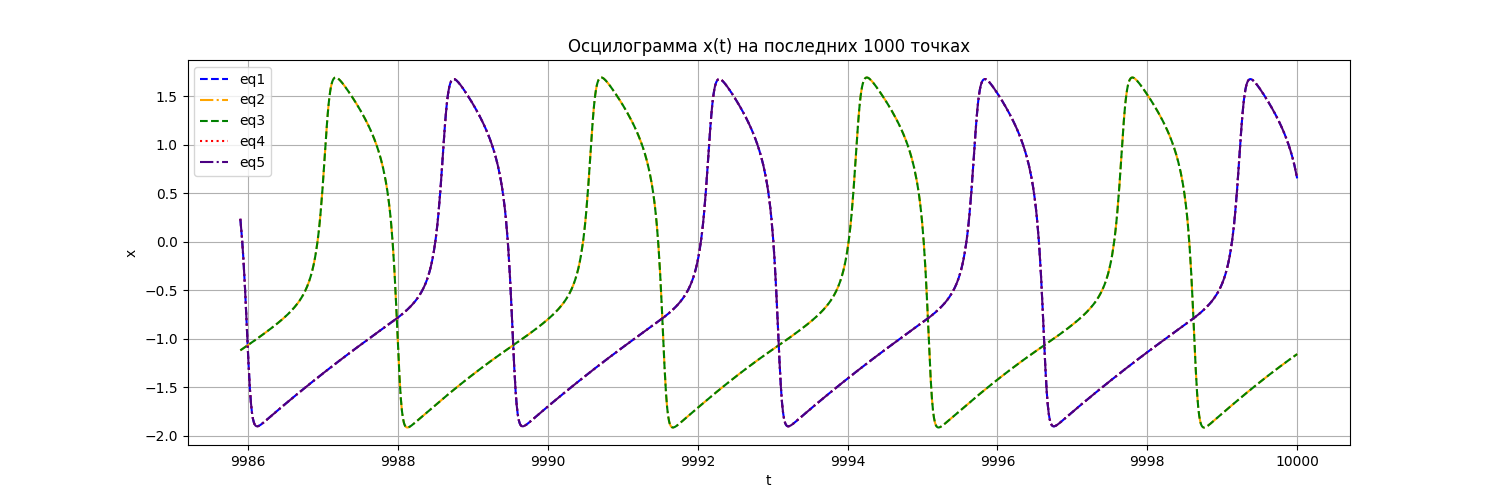 Осцилограмма x(t) на последних 1000 точках
eq1
eq2
eq3
eq4
eq5
1.5
1.0
0.5
0.0
−0.5
−1.0
−1.5
−2.0
x
9986
9988
9990
9992
9994
9996
9998
10000
t